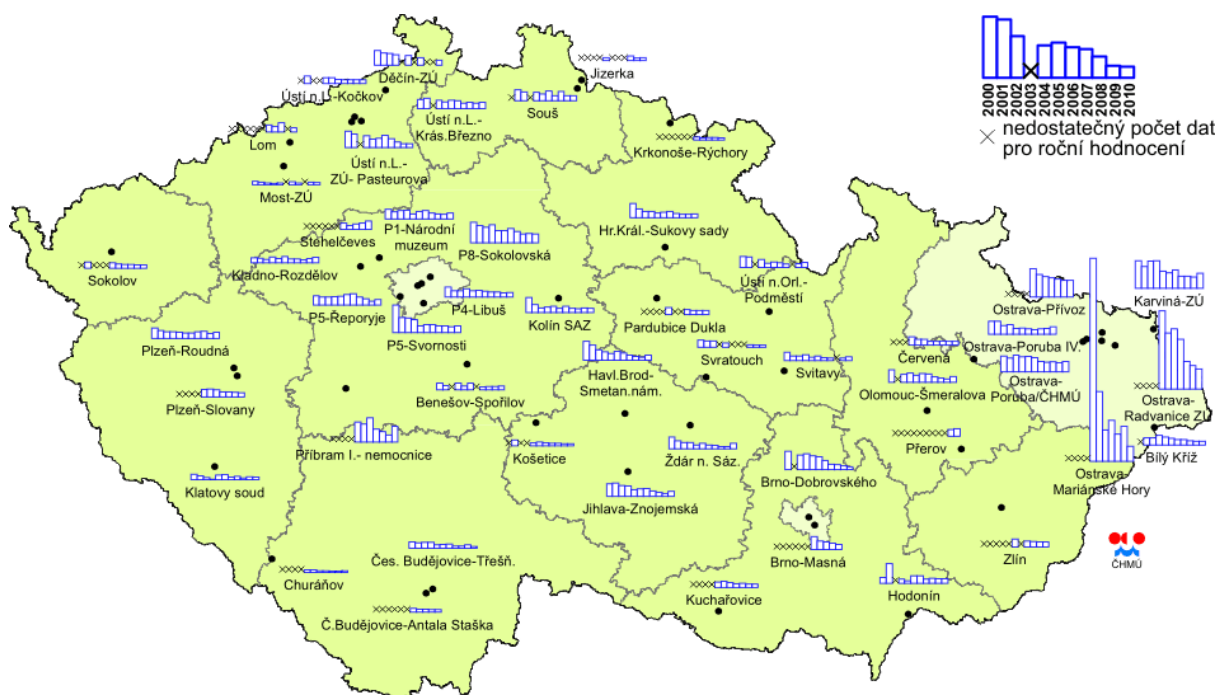 2000
2001
2002
2003
2004
2005
2006
2007
2008
2009
2010
nedostatečný počet dat
pro roční hodnocení
Děčín-ZÚ
Jizerka
Ústí n.L.-Kočkov
Ústí n.L.-
Krás.Březno
Souš
Lom
Ústí n.L.-
ZÚ- Pasteurova
Krkonoše-Rýchory
Most-ZÚ
Stehelčeves
P1-Národní
muzeum
P8-Sokolovská
Hr.Král.-Sukovy sady
Sokolov
Kladno-Rozdělov
Ústí n.Orl.-
Podměstí
Karviná-ZÚ
P5-Řeporyje
P4-Libuš
Kolín SAZ
Pardubice Dukla
Ostrava-Přívoz
Plzeň-Roudná
P5-Svornosti
Svratouch
Svitavy
Červená
Ostrava-Poruba IV.
Havl.Brod-
Smetan.nám.
Olomouc-Šmeralova
Ostrava-
Poruba/ČHMÚ
Ostrava-
Radvanice ZÚ
Plzeň-Slovany
Benešov-Spořilov
Příbram I.- nemocnice
Košetice
Ždár n. Sáz.
Přerov
Bílý Kříž
Klatovy soud
Brno-Dobrovského
Ostrava-
Mariánské Hory
Jihlava-Znojemská
Čes. Budějovice-Třešň.
Brno-Masná
Zlín
ČHMÚ
Churáňov
Kuchařovice
Hodonín
Č.Budějovice-Antala Staška